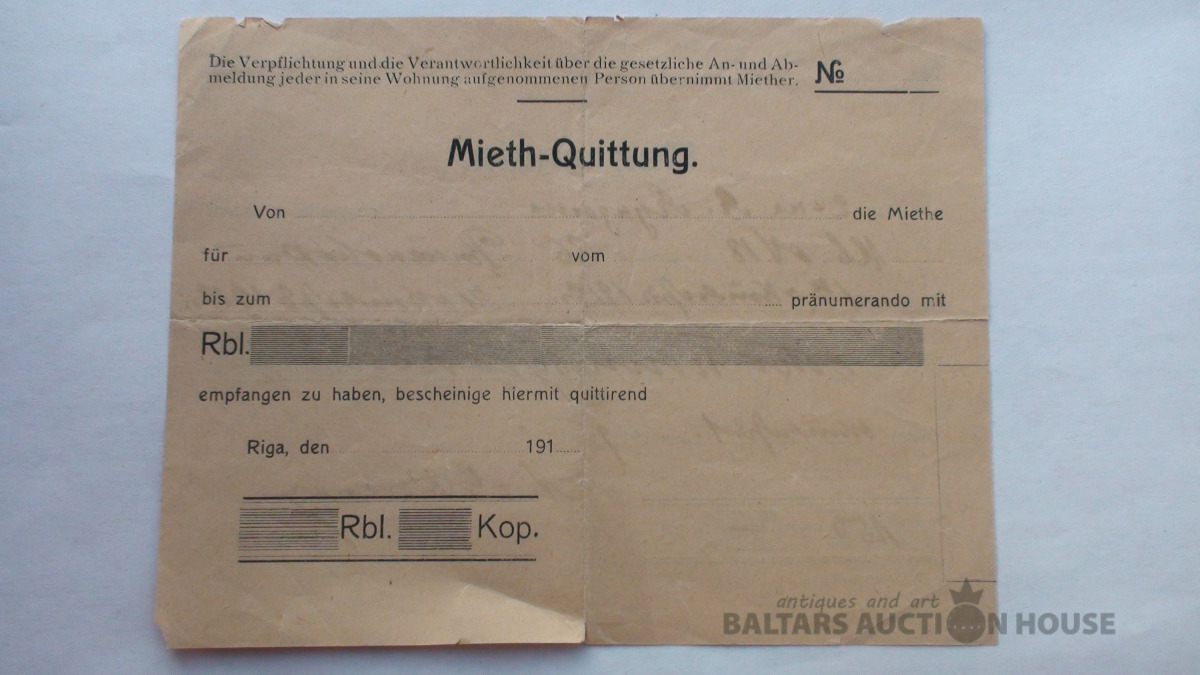 Die Verpflichtung und die Verantwortlichkeit über die gesetzliche An- und Ab-
meldung jeder in seine Wohnung aufgenommenen Person übernimmt Miether.
№
Mieth-Quittung.
Von die Miethe
für vom
bis zum pränumerando mit
Rbl.
empfangen zu haben, bescheinige hiermit quittirend
Riga, den 191
Rbl. Kop.
antiques and art
BALTARS AUCTION HOUSE